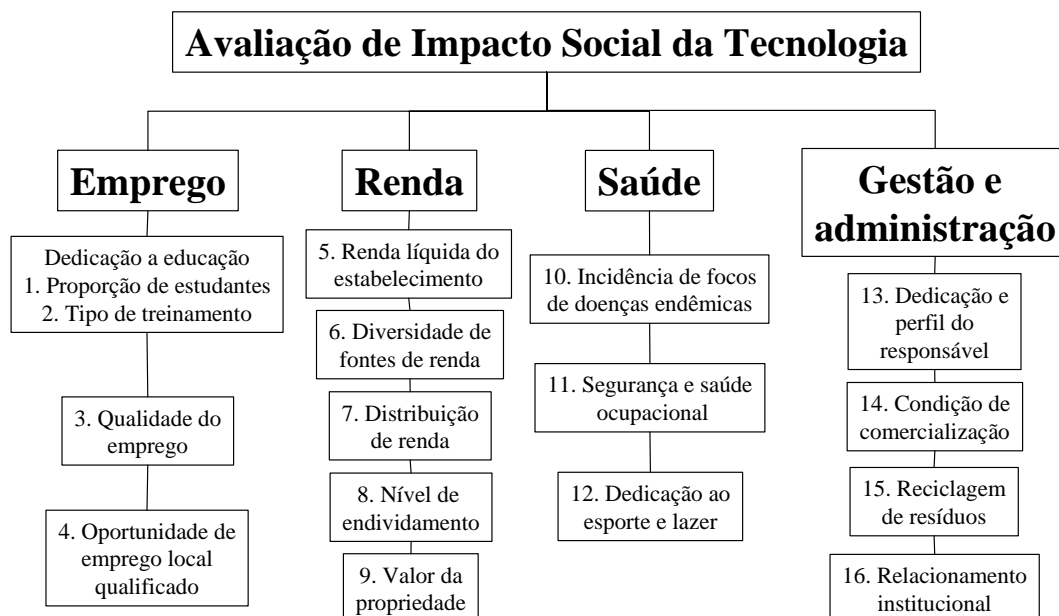 Avaliação de Impacto Social da Tecnologia
Emprego
Dedicação a educação
1. Proporção de estudantes
2. Tipo de treinamento
3. Qualidade do
emprego
4. Oportunidade de
emprego local
qualificado
Renda
5. Renda líquida do
estabelecimento
6. Diversidade de
fontes de renda
7. Distribuição
de renda
8. Nível de
endividamento
9. Valor da
propriedade
Saúde
10. Incidência de focos
de doenças endêmicas
11. Segurança e saúde
ocupacional
12. Dedicação ao
esporte e lazer
Gestão e
administração
13. Dedicação e
perfil do
responsável
14. Condição de
comercialização
15. Reciclagem
de resíduos
16. Relacionamento
institucional